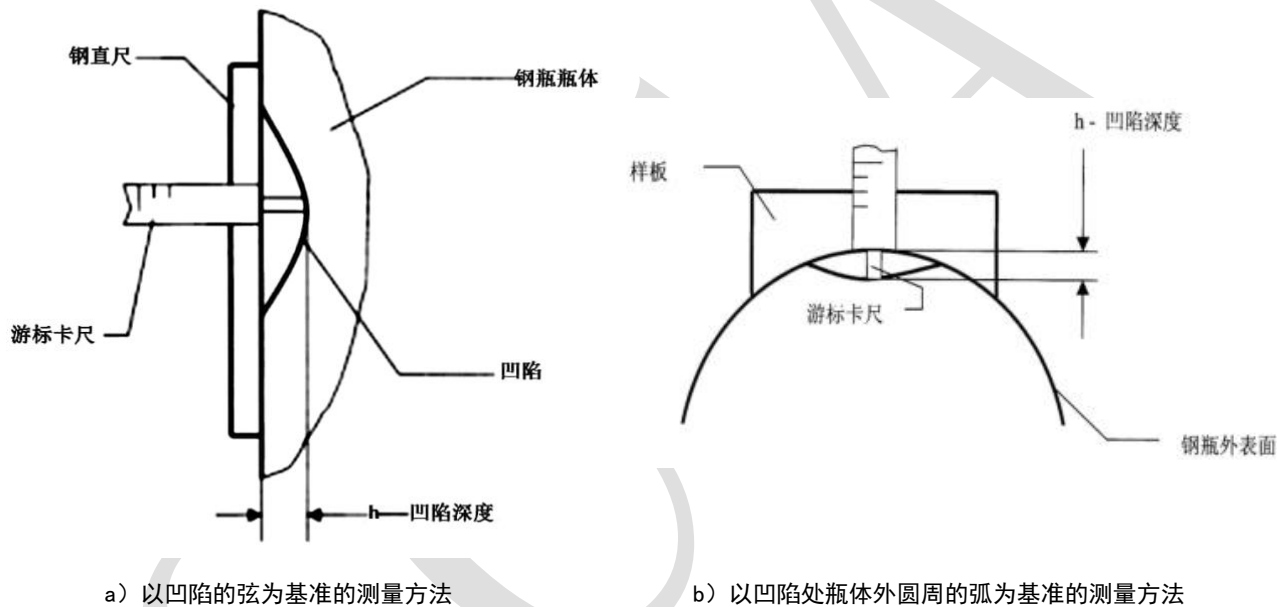 钢直尺
钢瓶瓶体
游标卡尺
凹陷
h—凹陷深度
a）以凹陷的弦为基准的测量方法
h - 凹陷深度
样板
游标卡尺
钢瓶外表面
b）以凹陷处瓶体外圆周的弧为基准的测量方法